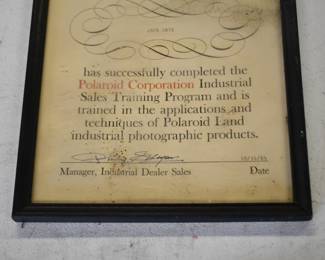 has successfully completed the
Polaroid Corporation Industrial
Sales Training Program and is
trained in the applications and
techniques of Polaroid Land
industrial photographic products.
Manager, Industrial Dealer Sales Date